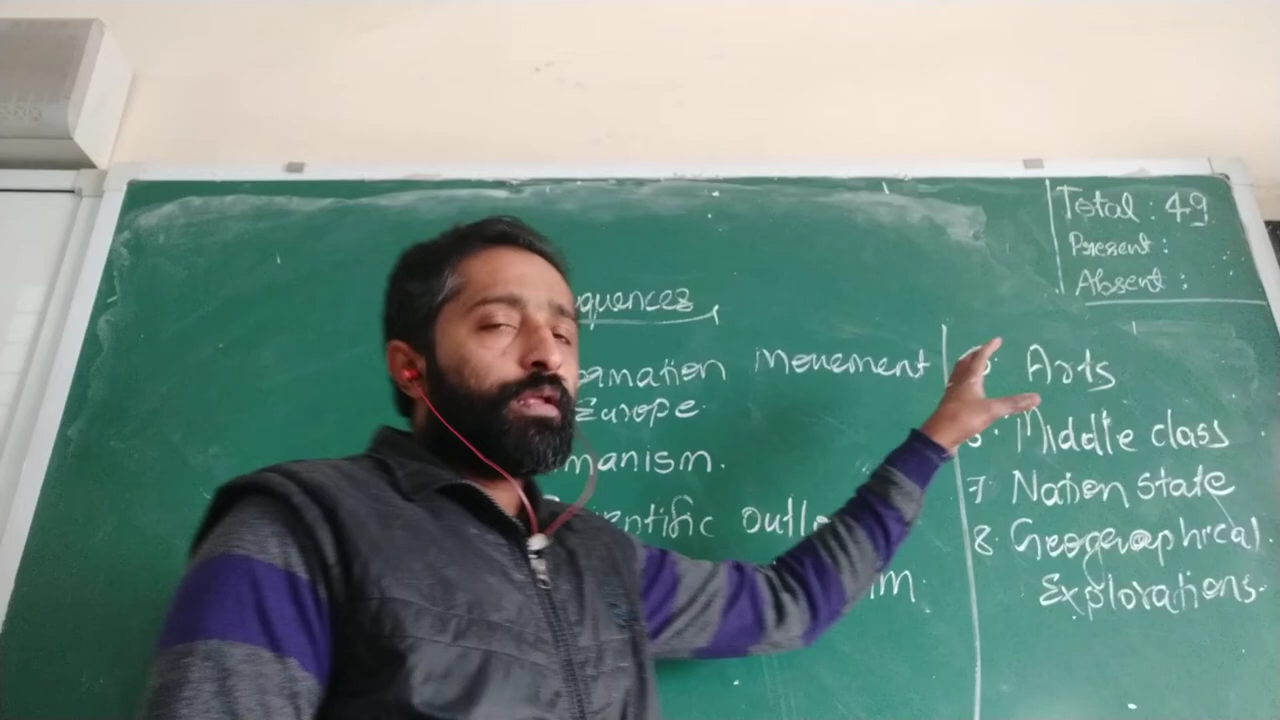 Total : 49
Present :
Absent :
quences
mation Movement
Europe
manism.
entific Outlo
m.
Arts
Middle class
7 Nation state
8. Geographical
Explorations.